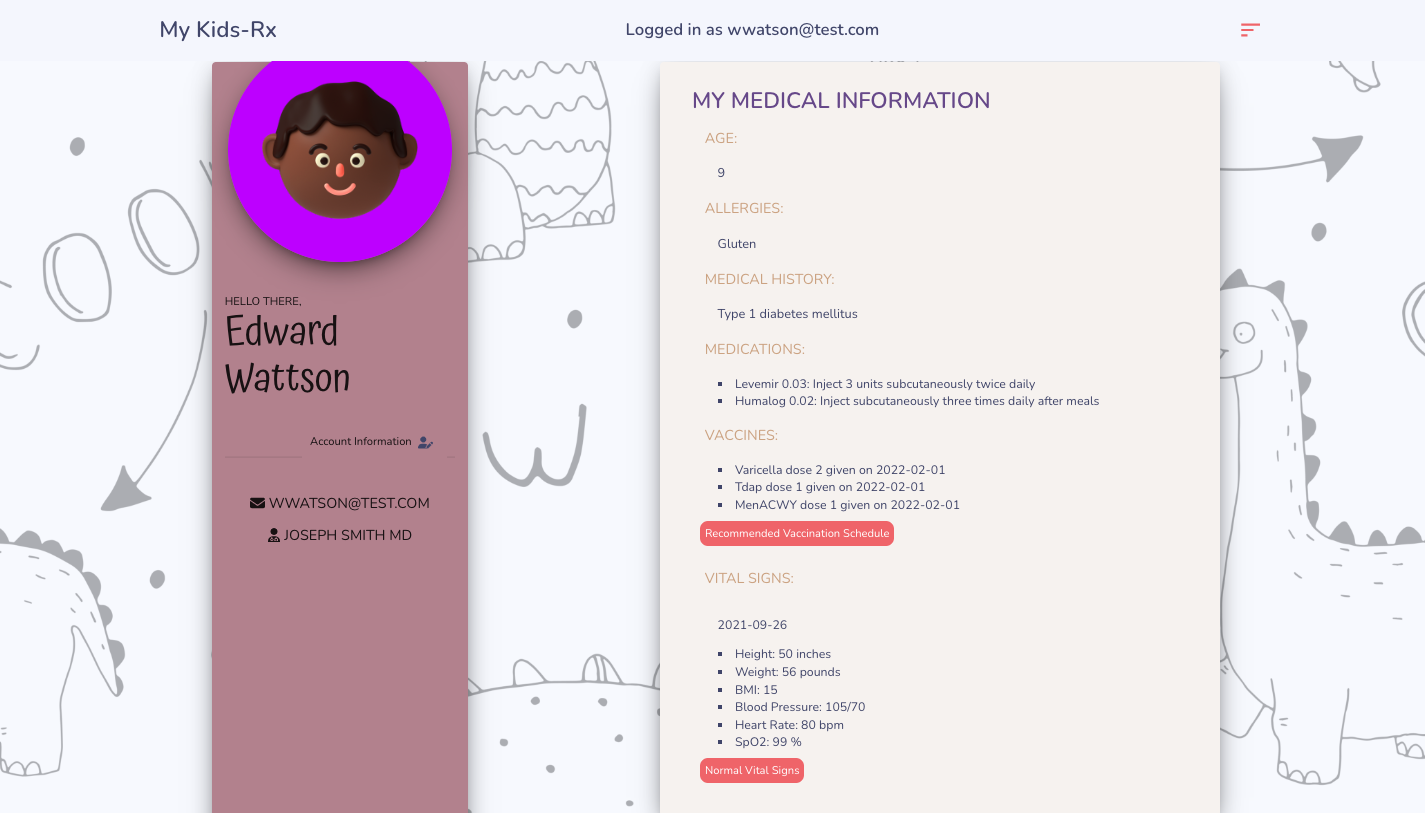 My Kids-Rx
Logged in as wwatson@test.com
HELLO THERE,
Edward
Wattson
Account Information
WWATSON@TEST.COM
JOSEPH SMITH MD
MY MEDICAL INFORMATION
AGE:
9
ALLERGIES:
Gluten
MEDICAL HISTORY:
Type 1 diabetes mellitus
MEDICATIONS:
Levemir 0.03: Inject 3 units subcutaneously twice daily
Humalog 0.02: Inject subcutaneously three times daily after meals
VACCINES:
Varicella dose 2 given on 2022-02-01
Tdap dose 1 given on 2022-02-01
MenACWY dose 1 given on 2022-02-01
Recommended Vaccination Schedule
VITAL SIGNS:
2021-09-26
Height: 50 inches
Weight: 56 pounds
BMI: 15
Blood Pressure: 105/70
Heart Rate: 80 bpm
SpO2: 99 %
Normal Vital Signs